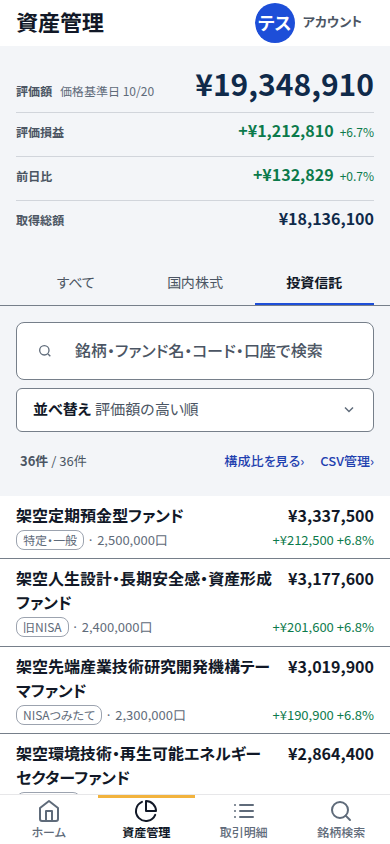 資産管理
テス アカウント
評価額 価格基準日 10/20 ¥19,348,910
評価損益 +¥1,212,810 +6.7%
前日比 +¥132,829 +0.7%
取得総額 ¥18,136,100
すべて 国内株式 投資信託
銘柄・ファンド名・コード・口座で検索
並べ替え 評価額の高い順
36件 / 36件 構成比を見る› CSV管理›
架空定期預金型ファンド ¥3,337,500
特定・一般 · 2,500,000口 +¥212,500 +6.8%
架空人生設計・長期安全感・資産形成 ¥3,177,600
ファンド
旧NISA · 2,400,000口 +¥201,600 +6.8%
架空先端産業技術研究開発機構テー ¥3,019,900
マファンド
NISAつみたて · 2,300,000口 +¥190,900 +6.8%
架空環境技術・再生可能エネルギー ¥2,864,400
セクターファンド
ホーム 資産管理 取引明細 銘柄検索